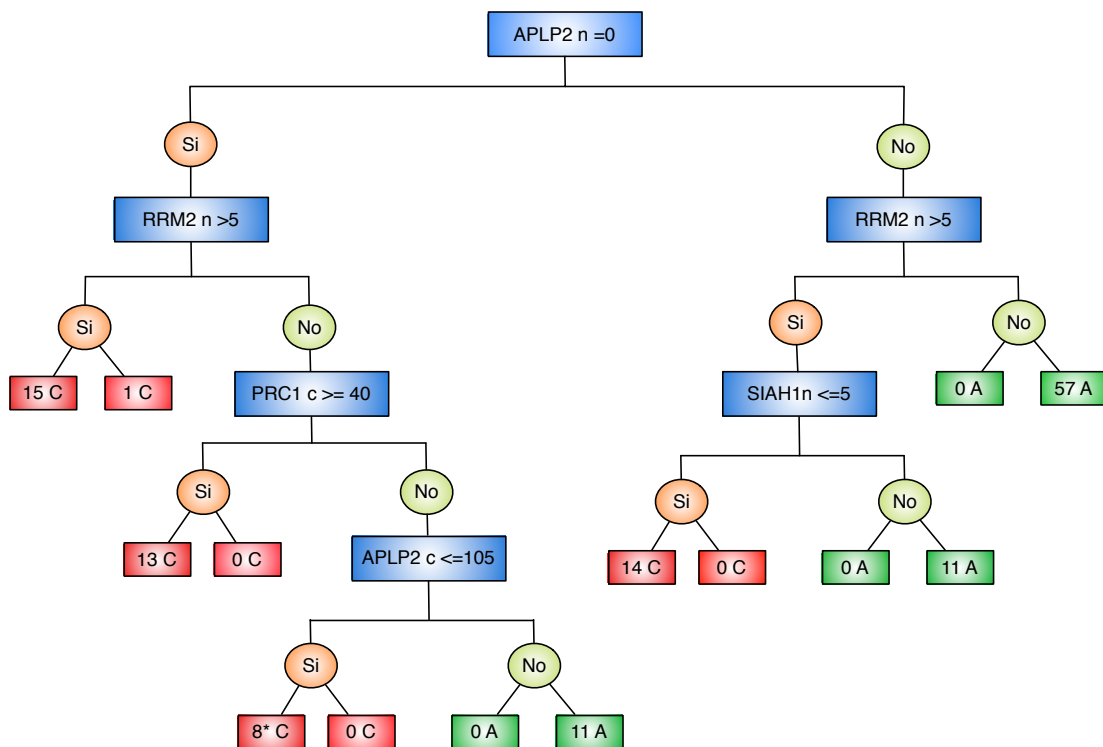 APLP2 n =0
Si
No
RRM2 n >5
RRM2 n >5
Si
No
Si
No
15 C
1 C
PRC1 c >= 40
SIAH1n <=5
0 A
57 A
Si
No
Si
No
13 C
0 C
APLP2 c <=105
14 C
0 C
0 A
11 A
Si
No
8* C
0 C
0 A
11 A